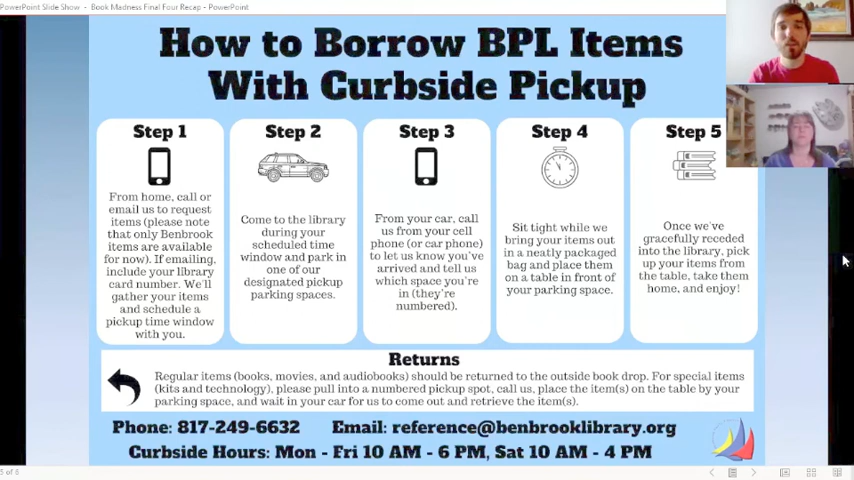 PowerPoint Slide Show - Book Madness Final Four Recap - PowerPoint
How to Borrow BPL Items
With Curbside Pickup
Step 1
From home, call or
email us to request
items (please note
that only Benbrook
items are available
for now). If emailing,
include your library
card number. We'll
gather your items
and schedule a
pickup time window
with you.
Step 2
Come to the library
during your
scheduled time
window and park in
one of our
designated pickup
parking spaces.
Step 3
From your car, call
us from your cell
phone (or car phone)
to let us know you've
arrived and tell us
which space you're
in (they're
numbered).
Step 4
Sit tight while we
bring your items out
in a neatly packaged
bag and place them
on a table in front of
your parking space.
Step 5
Once we've
gracefully receded
into the library, pick
up your items from
the table, take them
home, and enjoy!
Returns
Regular items (books, movies, and audiobooks) should be returned to the outside book drop. For special items
(kits and technology), please pull into a numbered pickup spot, call us, place the item(s) on the table by your
parking space, and wait in your car for us to come out and retrieve the item(s).
Phone: 817-249-6632 Email: reference@benbrooklibrary.org
Curbside Hours: Mon - Fri 10 AM - 6 PM, Sat 10 AM - 4 PM
5 of 6